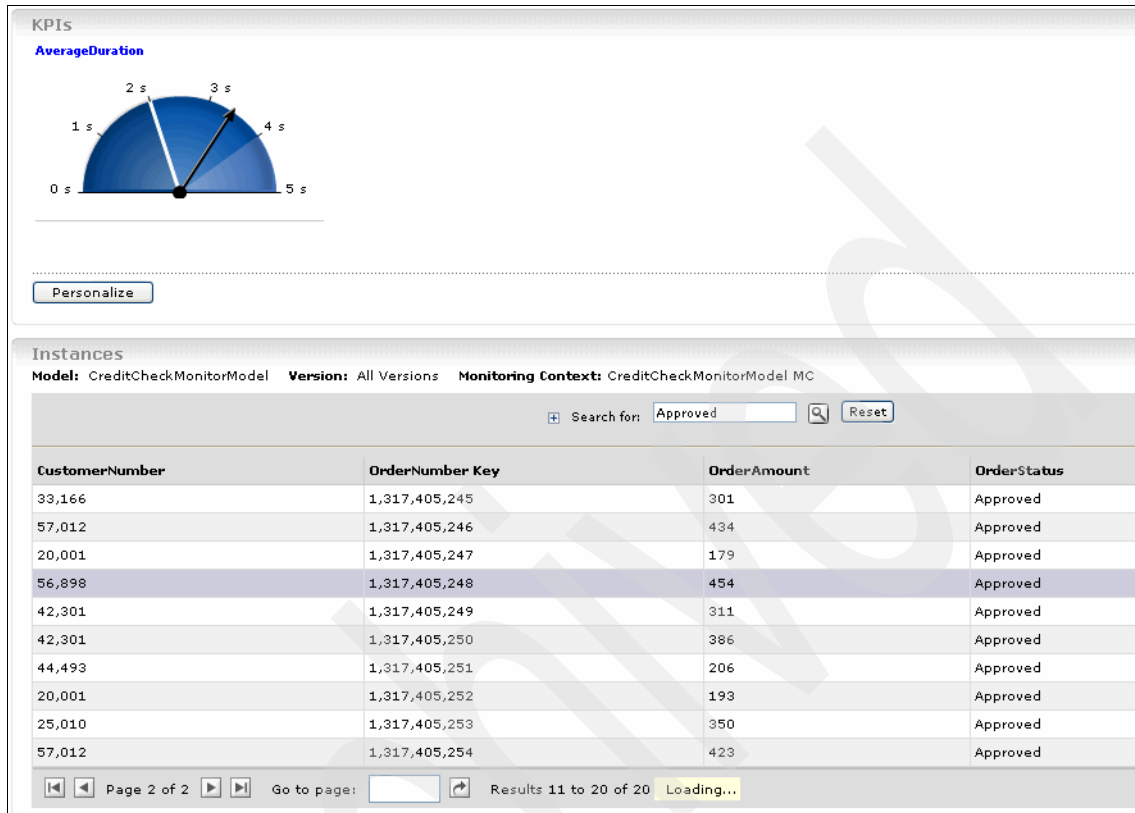 KPIs
AverageDuration
2 s 3 s
1 s 4 s
0 s 5 s
Personalize
Instances
Model: CreditCheckMonitorModel Version: All Versions Monitoring Context: CreditCheckMonitorModel MC
Search for: Approved Reset
CustomerNumber OrderNumber Key OrderAmount OrderStatus
33,166 1,317,405,245 301 Approved
57,012 1,317,405,246 434 Approved
20,001 1,317,405,247 179 Approved
56,898 1,317,405,248 454 Approved
42,301 1,317,405,249 311 Approved
42,301 1,317,405,250 386 Approved
44,493 1,317,405,251 206 Approved
20,001 1,317,405,252 193 Approved
25,010 1,317,405,253 350 Approved
57,012 1,317,405,254 423 Approved
Page 2 of 2 Go to page: Results 11 to 20 of 20 Loading...